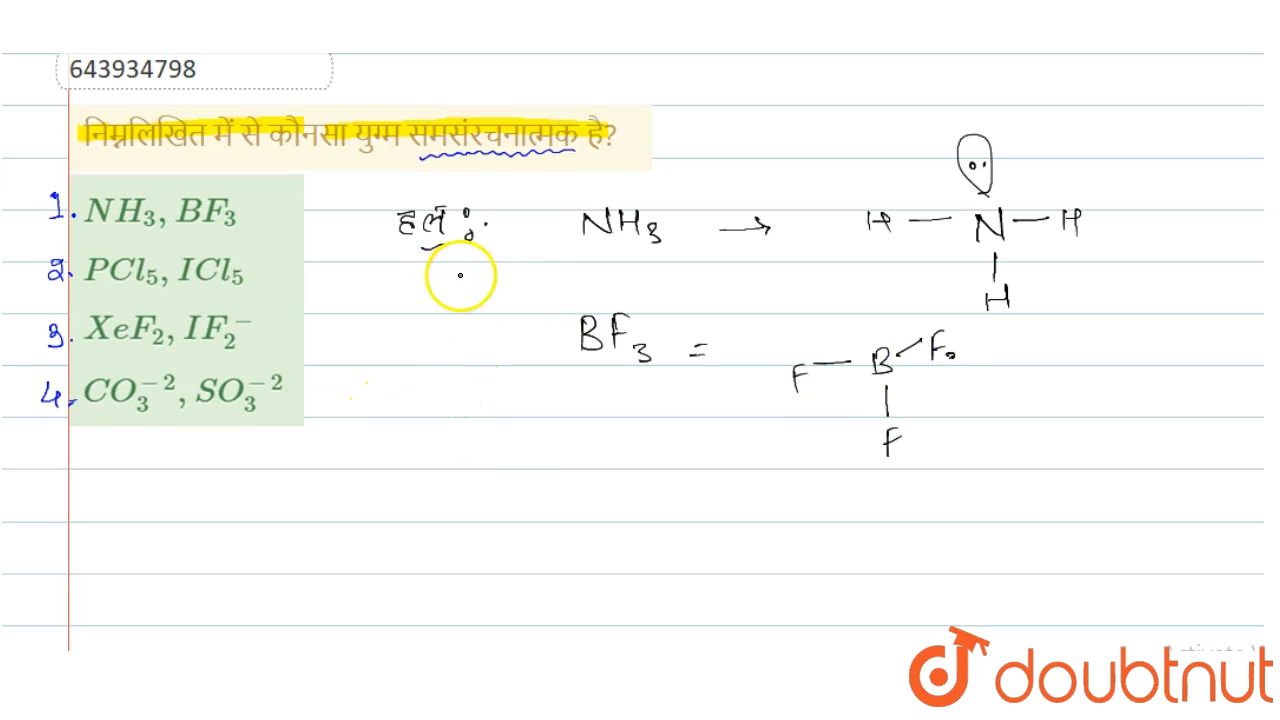 643934798
निम्नलिखित में से कौनसा युग्म समसंरचनात्मक है?
1. NH₃, BF₃
2. PCl₅, ICl₅
3. XeF₂, IF₂⁻
4. CO₃⁻², SO₃⁻²
हल :.
NH₃ → H — N — H
H
BF₃ = F — B — F
F
doubtnut